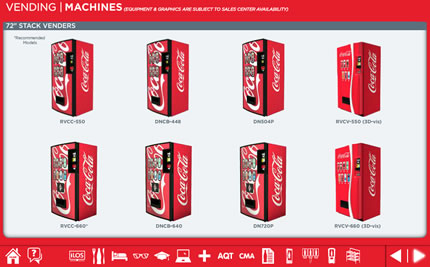 VENDING | MACHINES (EQUIPMENT & GRAPHICS ARE SUBJECT TO SALES CENTER AVAILABILITY)
72" STACK VENDERS
*Recommended
Models
Coca-Cola Coca-Cola Coca-Cola Coca-Cola
RVCC-550 DNCB-448 DN504P RVCV-550 (3D-vis)
Coca-Cola Coca-Cola Coca-Cola Coca-Cola
RVCC-660* DNCB-640 DN720P RVCV-660 (3D-vis)
ILOS AQT CMA